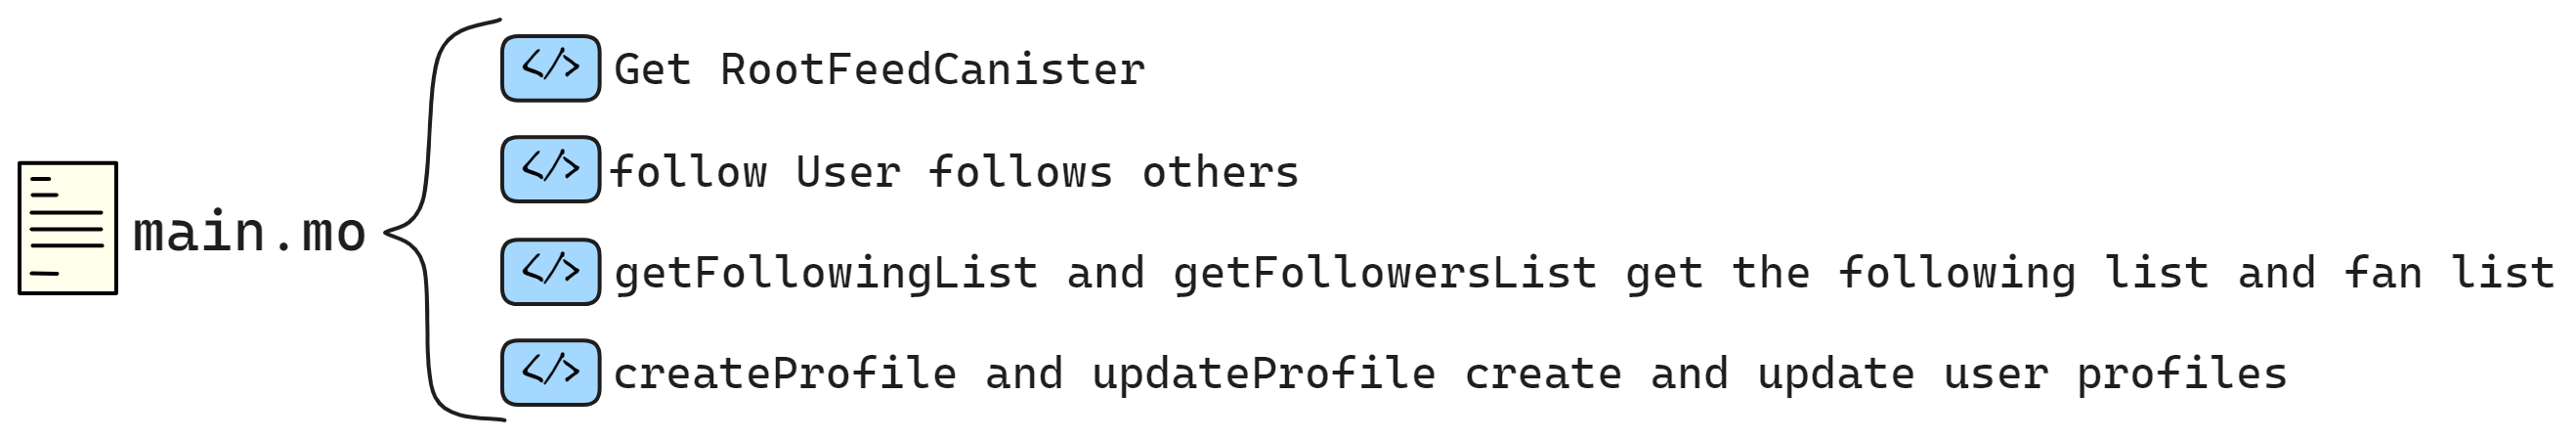 main.mo
</> Get RootFeedCanister
</> follow User follows others
</> getFollowingList and getFollowersList get the following list and fan list
</> createProfile and updateProfile create and update user profiles